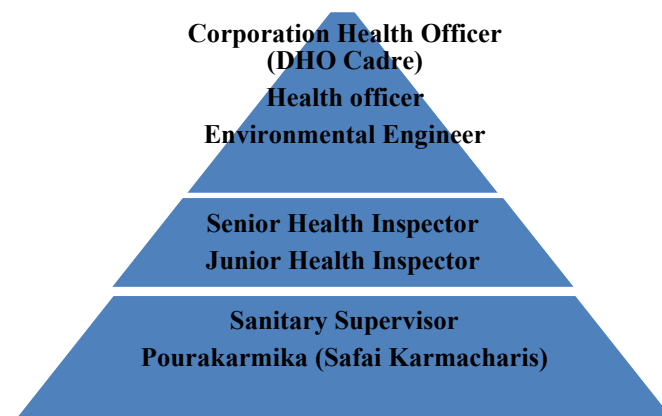 Corporation Health Officer
(DHO Cadre)
Health officer
Environmental Engineer
Senior Health Inspector
Junior Health Inspector
Sanitary Supervisor
Pourakarmika (Safai Karmacharis)